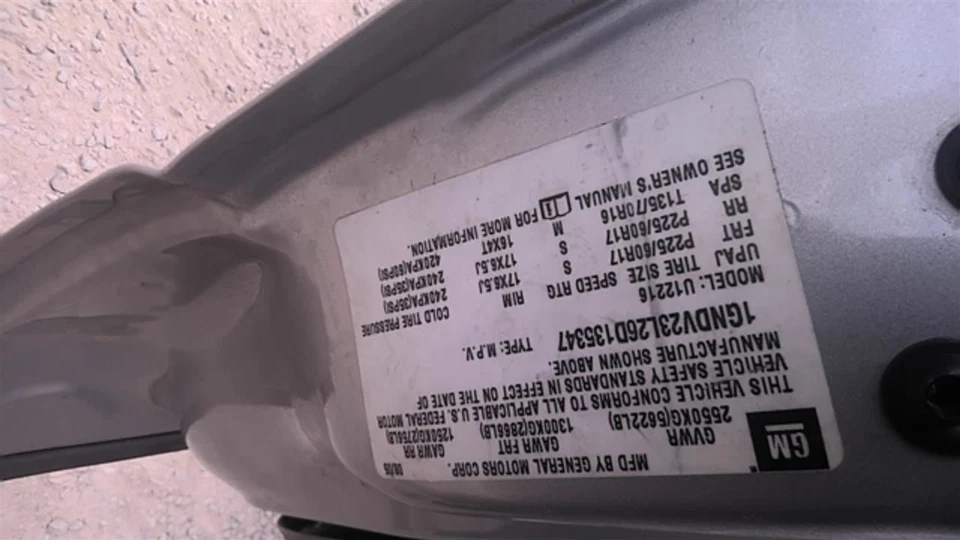 GM
MFD BY GENERAL MOTORS CORP. 08/05
GVWR GAWR FRT GAWR RR
2550KG(5622LB) 1300KG(2866LB) 1250KG(2756LB)
THIS VEHICLE CONFORMS TO ALL APPLICABLE U.S. FEDERAL MOTOR
VEHICLE SAFETY STANDARDS IN EFFECT ON THE DATE OF
MANUFACTURE SHOWN ABOVE.
1GNDV23L26D135347 TYPE: M.P.V.
MODEL: U12216
UPAJ TIRE SIZE SPEED RTG RIM COLD TIRE PRESSURE
FRT P225/60R17 S 17X6.5J 240KPA(35PSI)
RR P225/60R17 S 17X6.5J 240KPA(35PSI)
SPA T135/70R16 M 16X4T 420KPA(60PSI)
SEE OWNER'S MANUAL FOR MORE INFORMATION.